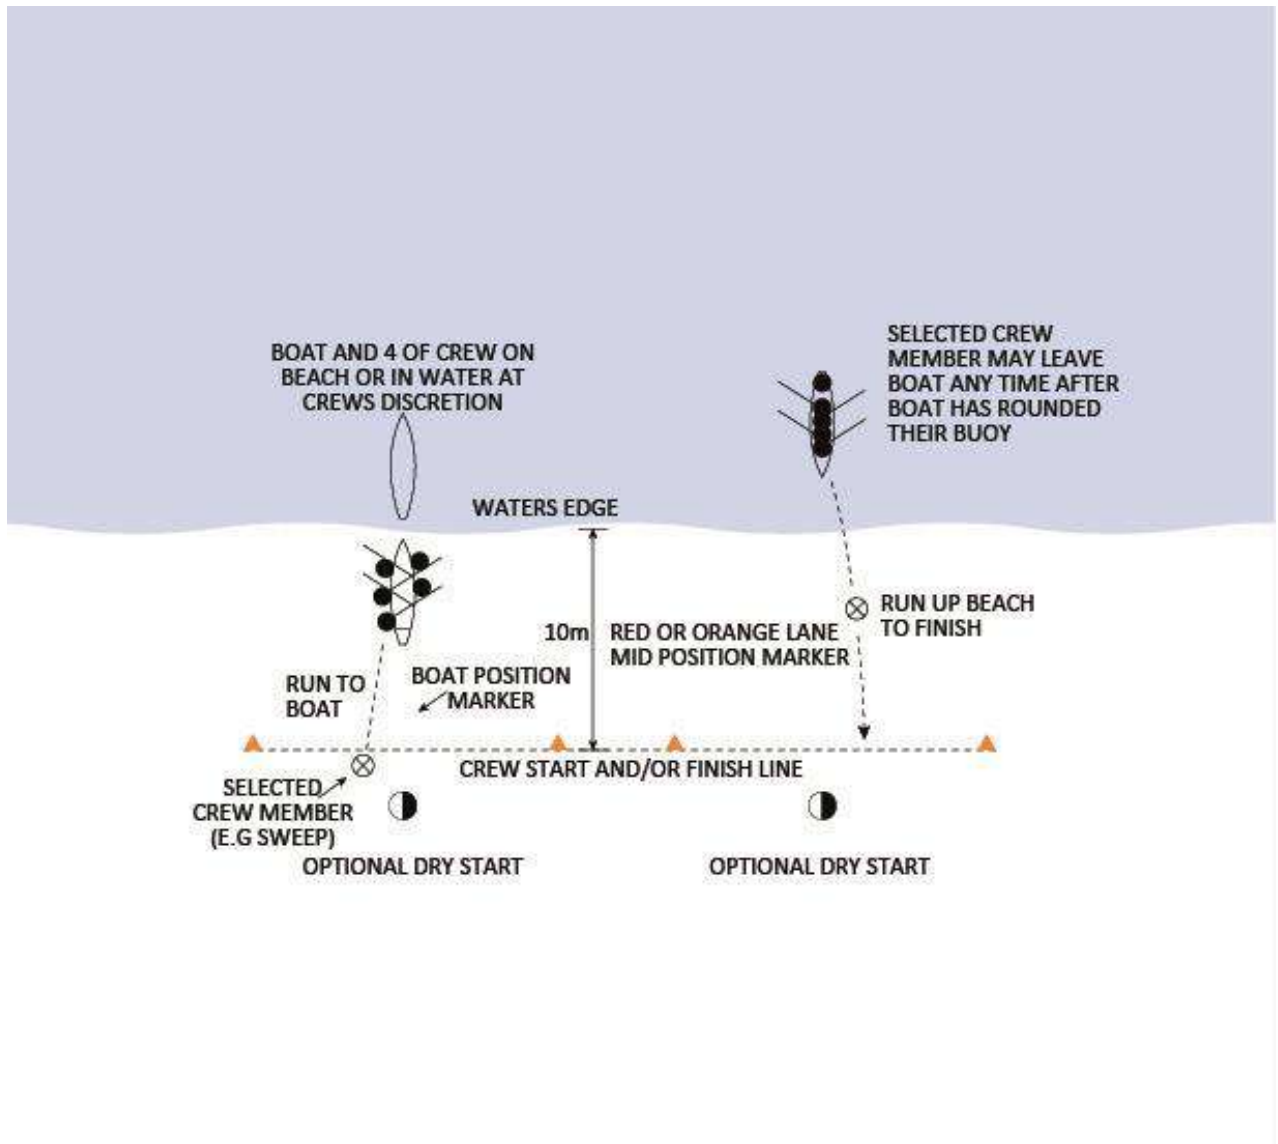 BOAT AND 4 OF CREW ON
BEACH OR IN WATER AT
CREWS DISCRETION
SELECTED CREW
MEMBER MAY LEAVE
BOAT ANY TIME AFTER
BOAT HAS ROUNDED
THEIR BUOY
WATERS EDGE
10m
RED OR ORANGE LANE
MID POSITION MARKER
RUN UP BEACH
TO FINISH
RUN TO
BOAT
BOAT POSITION
MARKER
CREW START AND/OR FINISH LINE
SELECTED
CREW MEMBER
(E.G SWEEP)
OPTIONAL DRY START
OPTIONAL DRY START